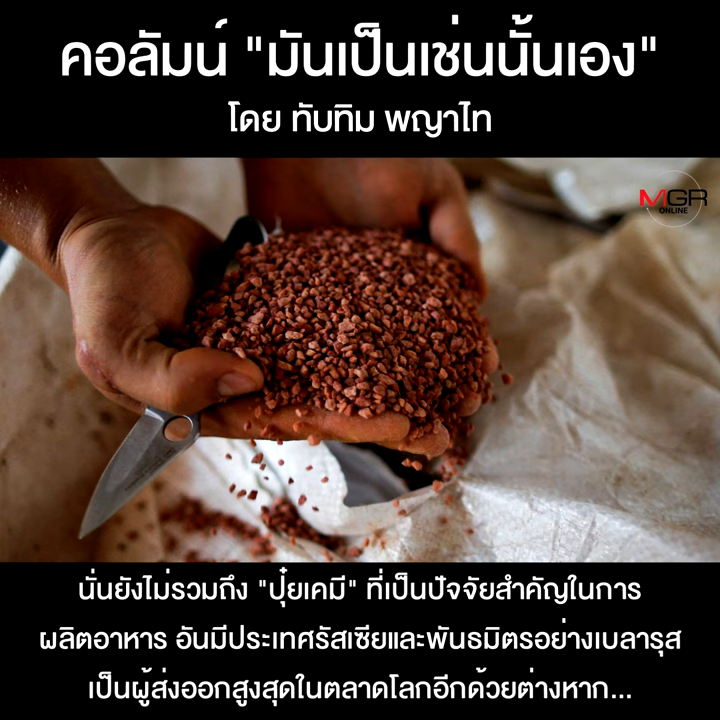 คอลัมน์ "มันเป็นเช่นนั้นเอง"
โดย ทับทิม พญาไท
MGR
ONLINE
นั่นยังไม่รวมถึง "ปุ๋ยเคมี" ที่เป็นปัจจัยสำคัญในการ
ผลิตอาหาร อันมีประเทศรัสเซียและพันธมิตรอย่างเบลารุส
เป็นผู้ส่งออกสูงสุดในตลาดโลกอีกด้วยต่างหาก...